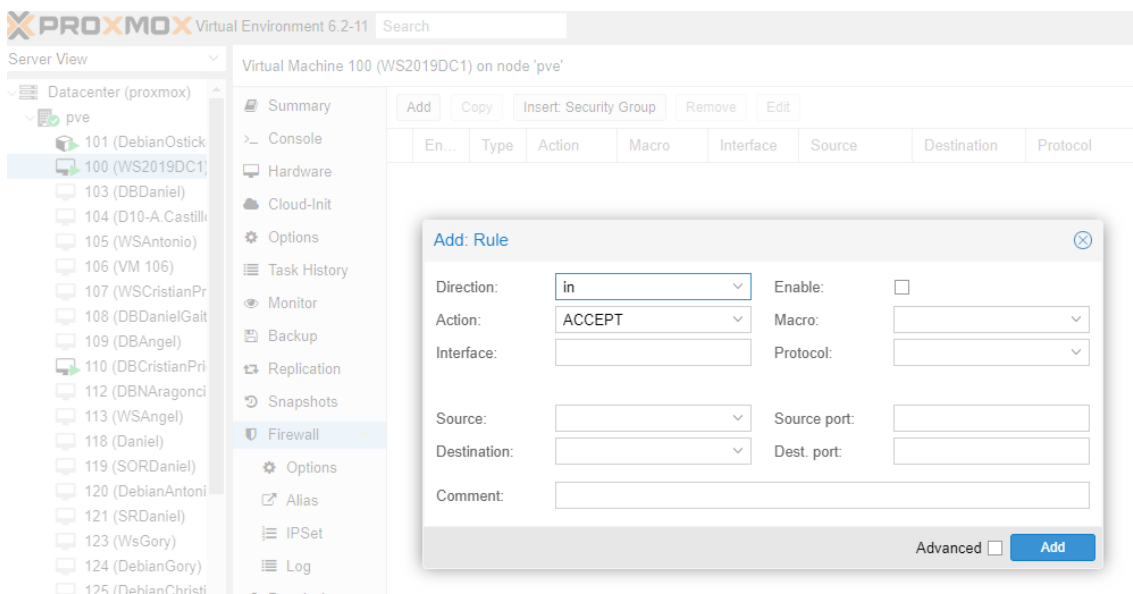 PROXMOX Virtual Environment 6.2-11 Search
Server View
Datacenter (proxmox)
pve
101 (DebianOstick
100 (WS2019DC1)
103 (DBDaniel)
104 (D10-A.Castill
105 (WSAntonio)
106 (VM 106)
107 (WSCristianPr
108 (DBDanielGait
109 (DBAngel)
110 (DBCristianPri
112 (DBNAragonci
113 (WSAngel)
118 (Daniel)
119 (SORDaniel)
120 (DebianAntoni
121 (SRDaniel)
123 (WsGory)
124 (DebianGory)
125 (DebianChristi
Virtual Machine 100 (WS2019DC1) on node 'pve'
Summary
Console
Hardware
Cloud-Init
Options
Task History
Monitor
Backup
Replication
Snapshots
Firewall
Options
Alias
IPSet
Log
Add Copy Insert: Security Group Remove Edit
En... Type Action Macro Interface Source Destination Protocol
Add: Rule
Direction: in Enable:
Action: ACCEPT Macro:
Interface: Protocol:
Source: Source port:
Destination: Dest. port:
Comment:
Advanced Add